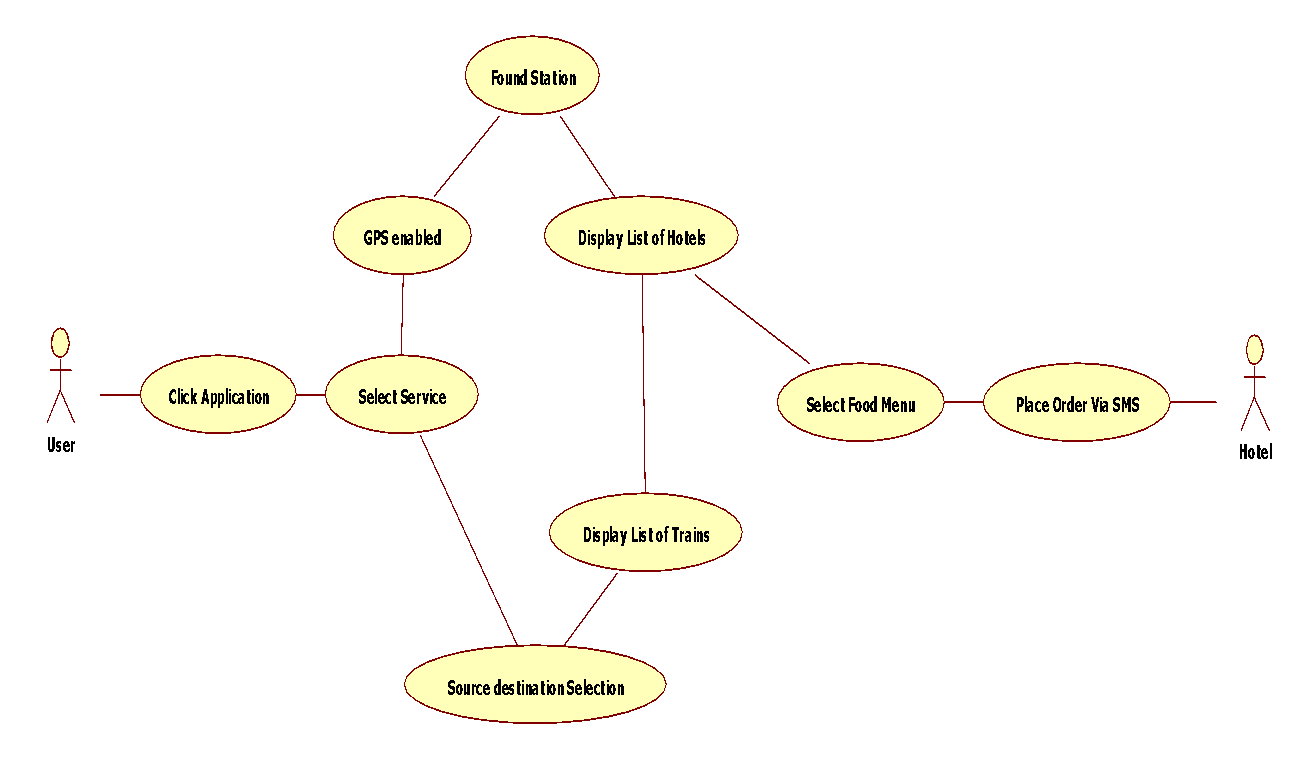 Found Station
GPS enabled
Display List of Hotels
Click Application
Select Service
Select Food Menu
Place Order Via SMS
User
Hotel
Display List of Trains
Source destination Selection